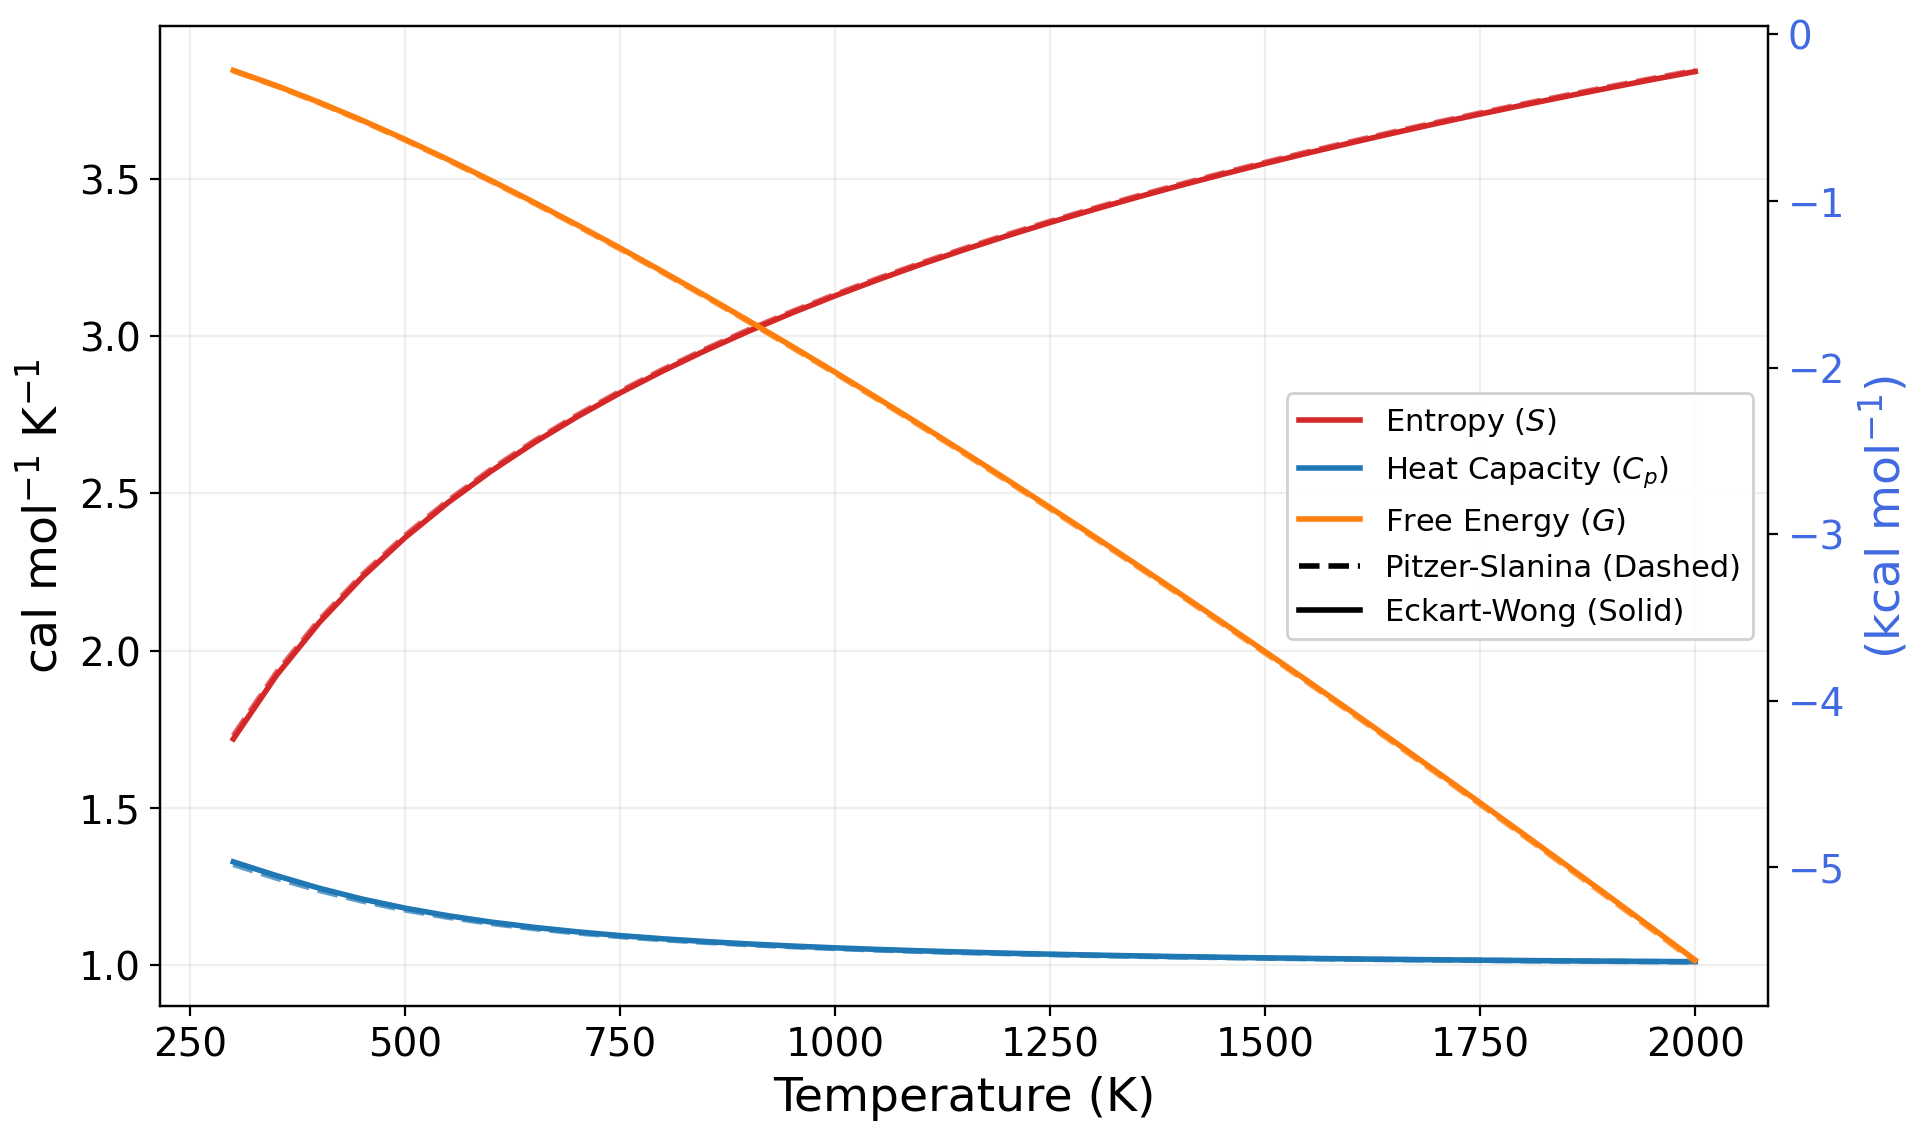 cal mol⁻¹ K⁻¹
3.5
3.0
2.5
2.0
1.5
1.0
250 500 750 1000 1250 1500 1750 2000
Temperature (K)
0
−1
−2
−3
−4
−5
(kcal mol⁻¹)
Entropy (S)
Heat Capacity (Cₚ)
Free Energy (G)
Pitzer-Slanina (Dashed)
Eckart-Wong (Solid)